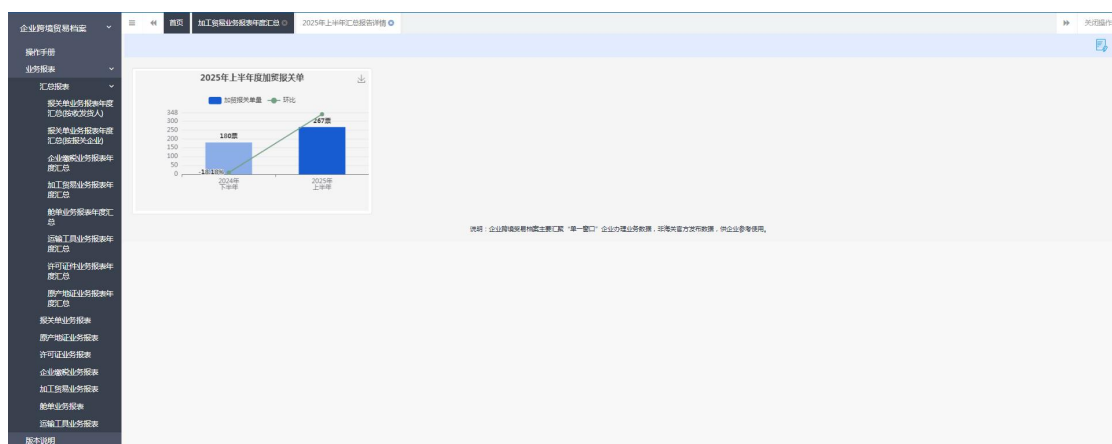 企业跨境贸易档案
首页
加工贸易业务报表年度汇总
2025年上半年汇总报告详情
关闭操作
操作手册
业务报表
汇总报表
报关单业务报表年度
汇总(按收发货人)
报关单业务报表年度
汇总(按报关企业)
企业缴税业务报表年
度汇总
加工贸易业务报表年
度汇总
舱单业务报表年度汇
总
运输工具业务报表年
度汇总
许可证件业务报表年
度汇总
原产地证业务报表年
度汇总
报关单业务报表
原产地证业务报表
许可证业务报表
企业缴税业务报表
加工贸易业务报表
舱单业务报表
运输工具业务报表
版本说明
2025年上半年度加贸报关单
加贸报关单量
环比
348
300
250
200
150
100
50
0
180票
267票
-18.18%
2024年
下半年
2025年
上半年
说明：企业跨境贸易档案主要汇聚“单一窗口”企业办理业务数据，非海关官方发布数据，供企业参考使用。